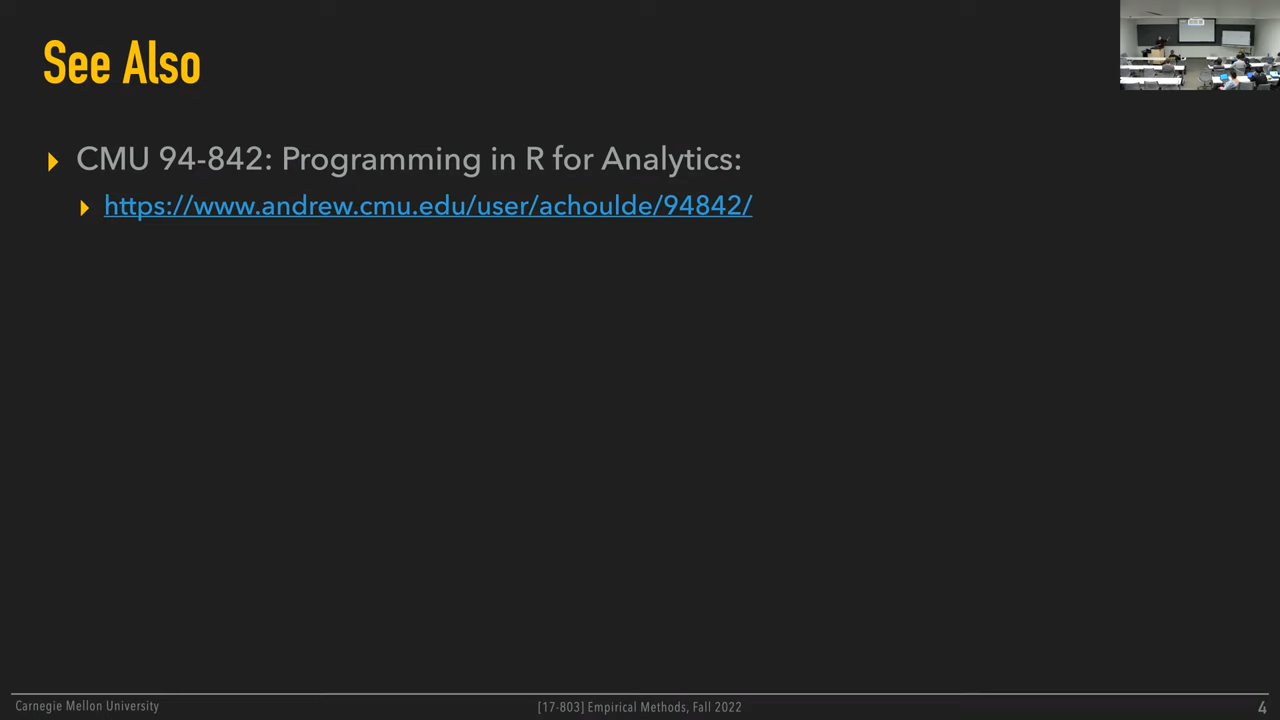 See Also
CMU 94-842: Programming in R for Analytics:
https://www.andrew.cmu.edu/user/achoulde/94842/
Carnegie Mellon University
[17-803] Empirical Methods, Fall 2022
4